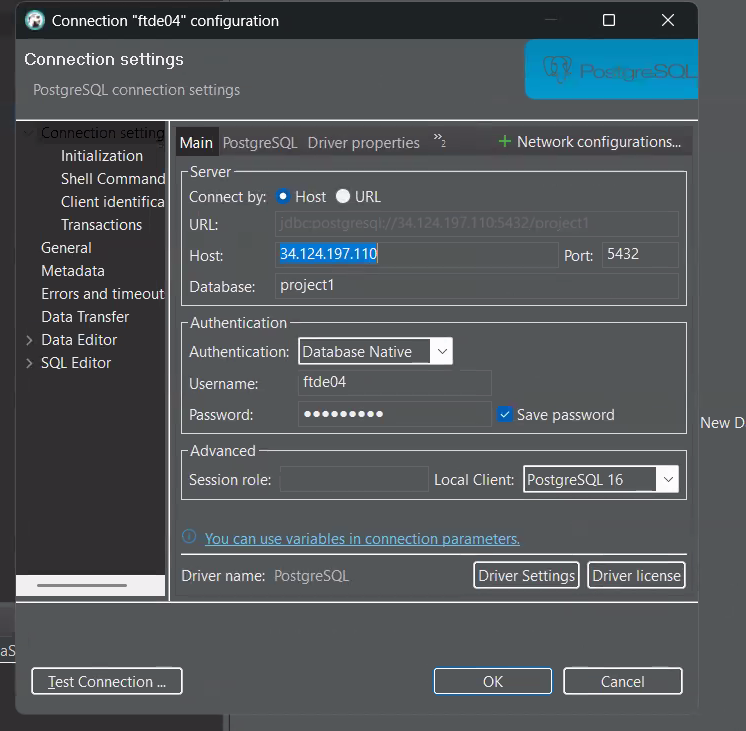 Connection "ftde04" configuration
Connection settings
PostgreSQL connection settings
PostgreSQL
Connection setting
Initialization
Shell Command
Client identifica
Transactions
General
Metadata
Errors and timeout
Data Transfer
Data Editor
SQL Editor
Main PostgreSQL Driver properties »2 + Network configurations...
Server
Connect by: Host URL
URL: jdbc:postgresql://34.124.197.110:5432/project1
Host: 34.124.197.110 Port: 5432
Database: project1
Authentication
Authentication: Database Native
Username: ftde04
Password: ●●●●●●●●● Save password
Advanced
Session role: Local Client: PostgreSQL 16
You can use variables in connection parameters.
Driver name: PostgreSQL Driver Settings Driver license
Test Connection ... OK Cancel
New D
aS